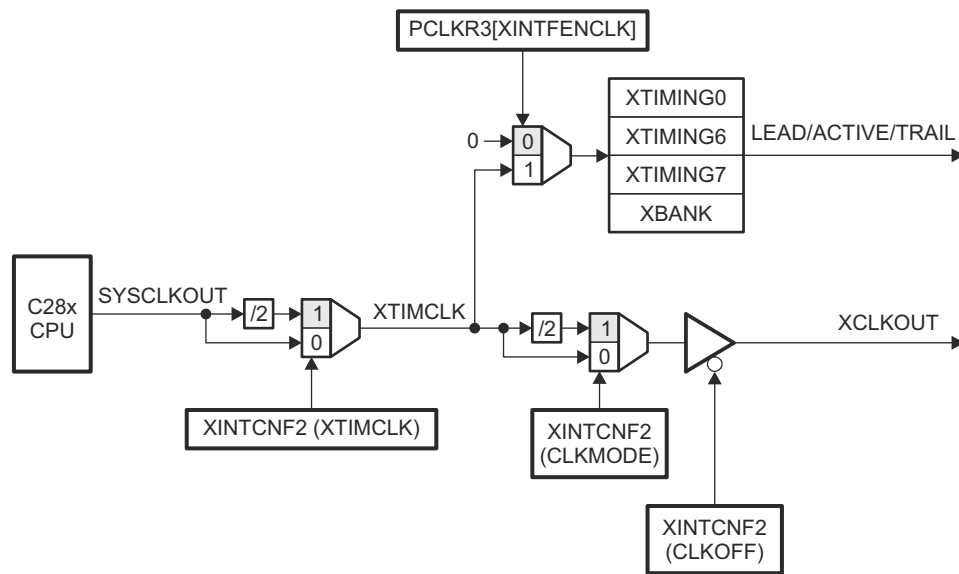 PCLKR3[XINTFENCLK]
XTIMING0
0
0
XTIMING6
LEAD/ACTIVE/TRAIL
1
XTIMING7
XBANK
C28x
CPU
SYSCLKOUT
/2
1
0
XTIMCLK
/2
1
0
XCLKOUT
XINTCNF2 (XTIMCLK)
XINTCNF2
(CLKMODE)
XINTCNF2
(CLKOFF)